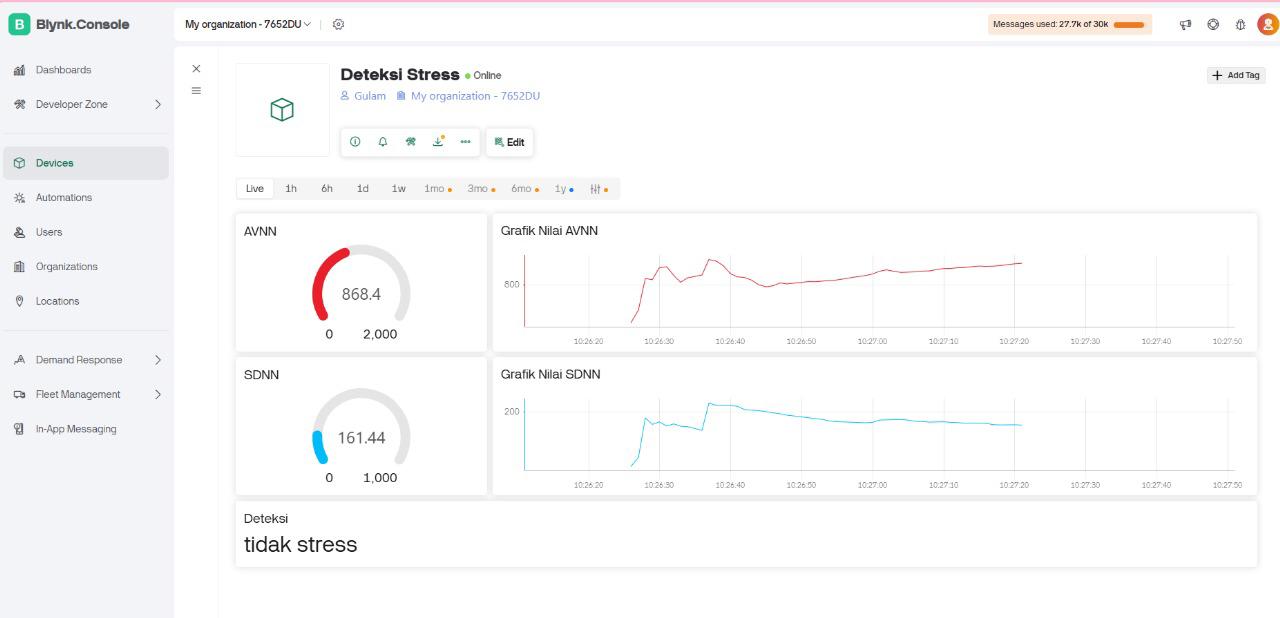 B Blynk.Console
My organization - 7652DU
Messages used: 27.7k of 30k
Dashboards
Developer Zone
Devices
Automations
Users
Organizations
Locations
Demand Response
Fleet Management
In-App Messaging
Deteksi Stress Online
Gulam My organization - 7652DU
Add Tag
Edit
Live 1h 6h 1d 1w 1mo 3mo 6mo 1y
AVNN
868.4
0 2,000
Grafik Nilai AVNN
800
10:26:20 10:26:30 10:26:40 10:26:50 10:27:00 10:27:10 10:27:20 10:27:30 10:27:40 10:27:50
SDNN
161.44
0 1,000
Grafik Nilai SDNN
200
10:26:20 10:26:30 10:26:40 10:26:50 10:27:00 10:27:10 10:27:20 10:27:30 10:27:40 10:27:50
Deteksi
tidak stress